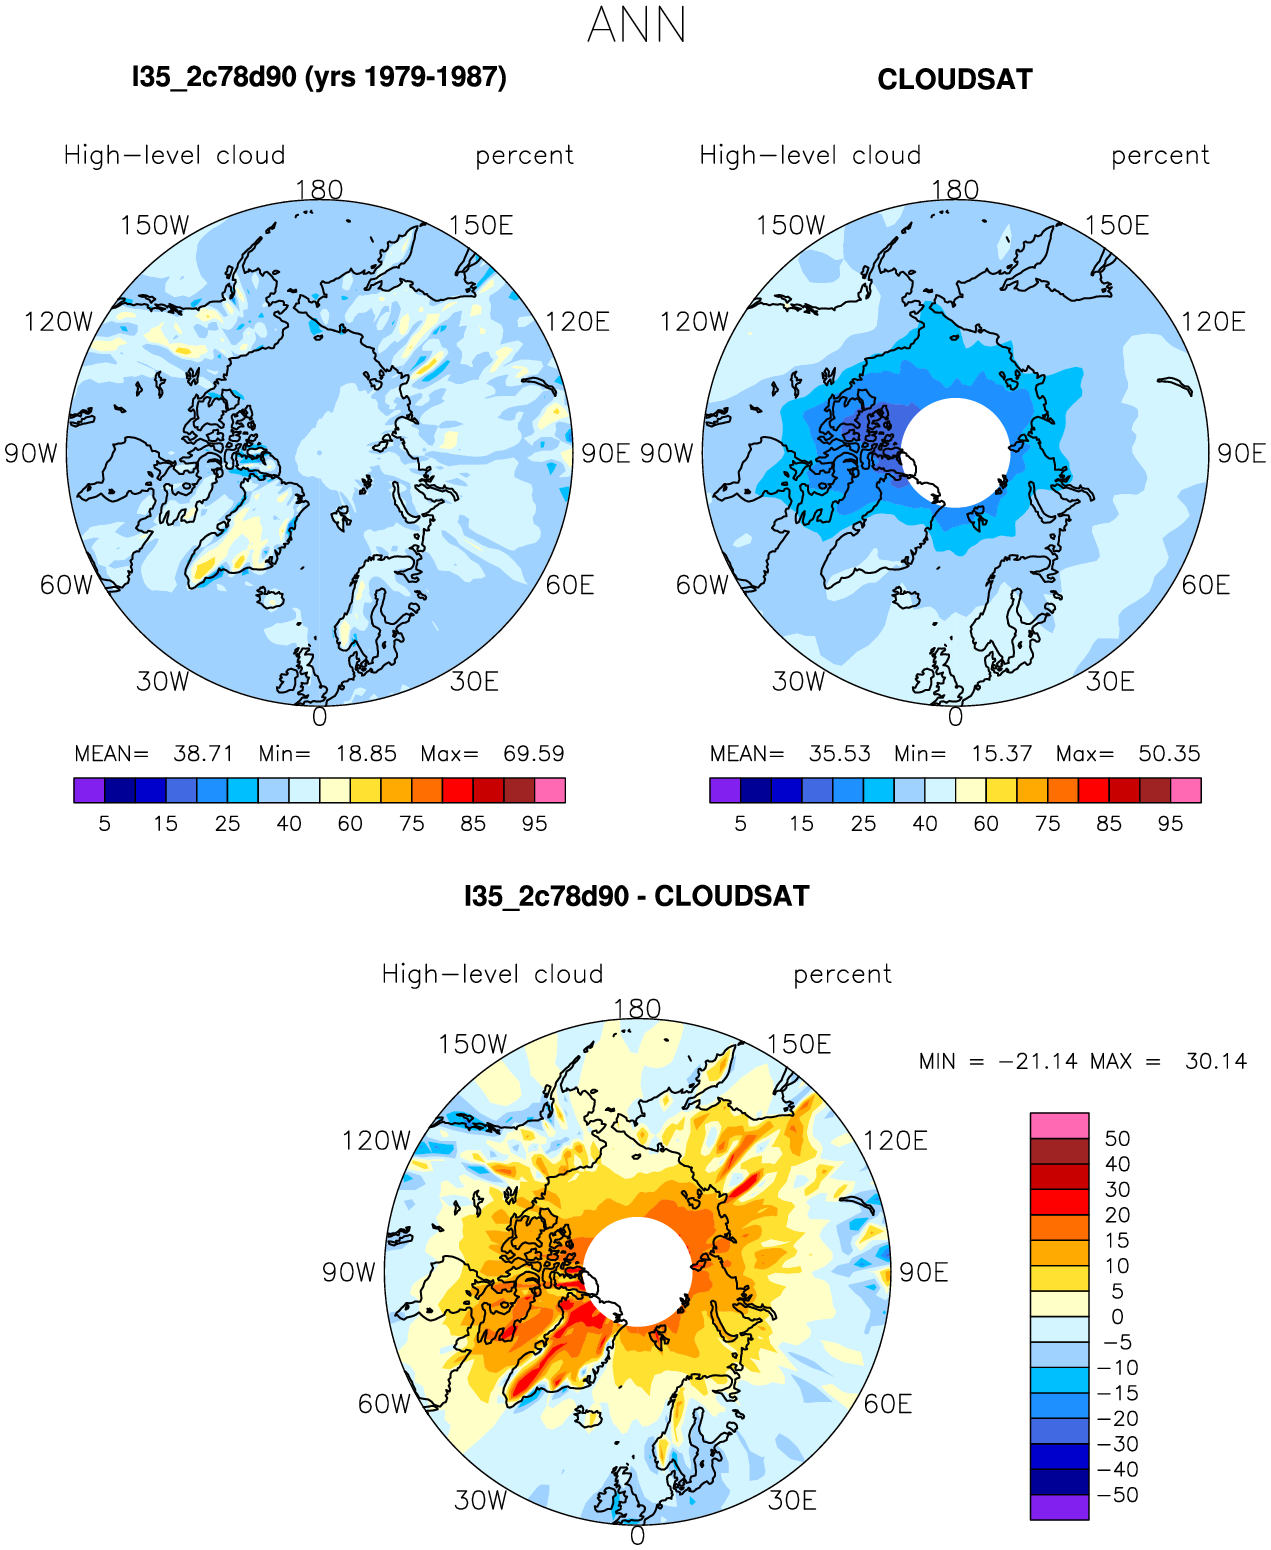 ANN
I35_2c78d90 (yrs 1979-1987)
CLOUDSAT
High-level cloud percent
High-level cloud percent
180
150W 150E
120W 120E
90W 90E
60W 60E
30W 30E
0
180
150W 150E
120W 120E
90W 90E
60W 60E
30W 30E
0
MEAN= 38.71 Min= 18.85 Max= 69.59
5 15 25 40 60 75 85 95
MEAN= 35.53 Min= 15.37 Max= 50.35
5 15 25 40 60 75 85 95
I35_2c78d90 - CLOUDSAT
High-level cloud percent
180
150W 150E
120W 120E
90W 90E
60W 60E
30W 30E
0
MIN = -21.14 MAX = 30.14
50
40
30
20
15
10
5
0
-5
-10
-15
-20
-30
-40
-50